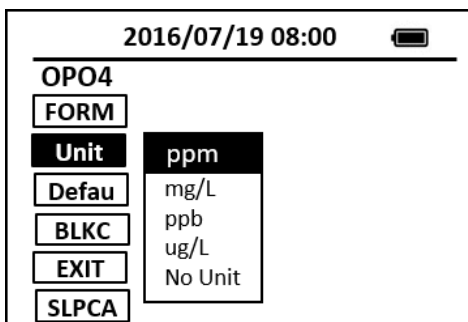 2016/07/19 08:00
OPO4
FORM
Unit
Defau
BLKC
EXIT
SLPCA
ppm
mg/L
ppb
ug/L
No Unit